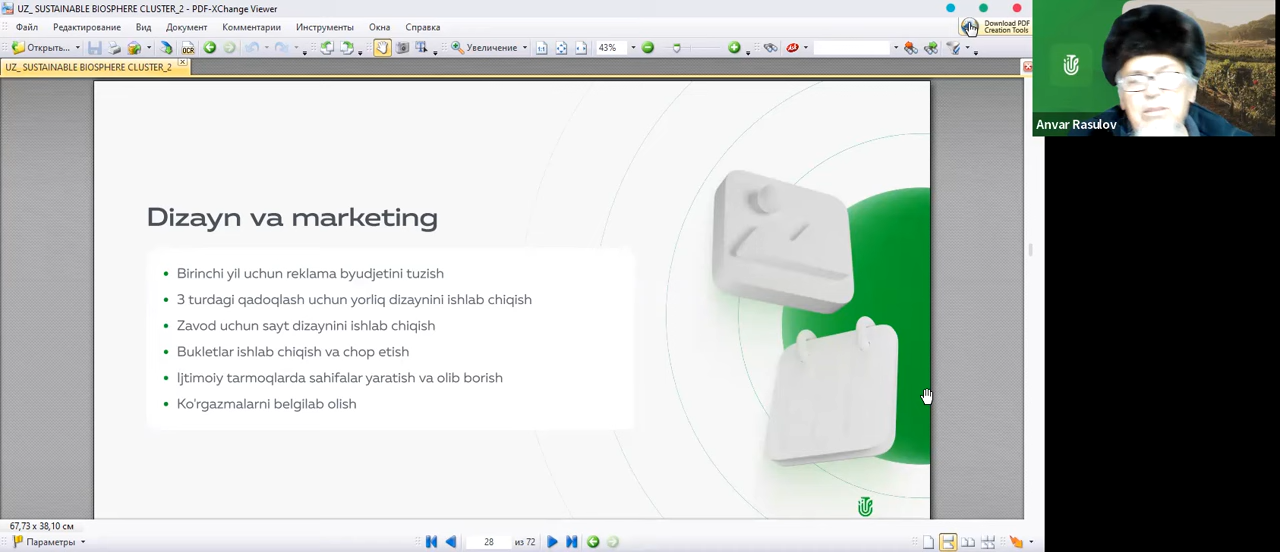 UZ_ SUSTAINABLE BIOSPHERE CLUSTER_2 - PDF-XChange Viewer
Файл Редактирование Вид Документ Комментарии Инструменты Окна Справка
Download PDF
Creation Tools
Открыть... OCR Увеличение 43%
UZ_ SUSTAINABLE BIOSPHERE CLUSTER_2
Anvar Rasulov
Dizayn va marketing
Birinchi yil uchun reklama byudjetini tuzish
3 turdagi qadoqlash uchun yorliq dizaynini ishlab chiqish
Zavod uchun sayt dizaynini ishlab chiqish
Bukletlar ishlab chiqish va chop etish
Ijtimoiy tarmoqlarda sahifalar yaratish va olib borish
Ko'rgazmalarni belgilab olish
67,73 x 38,10 см
Параметры 28 из 72